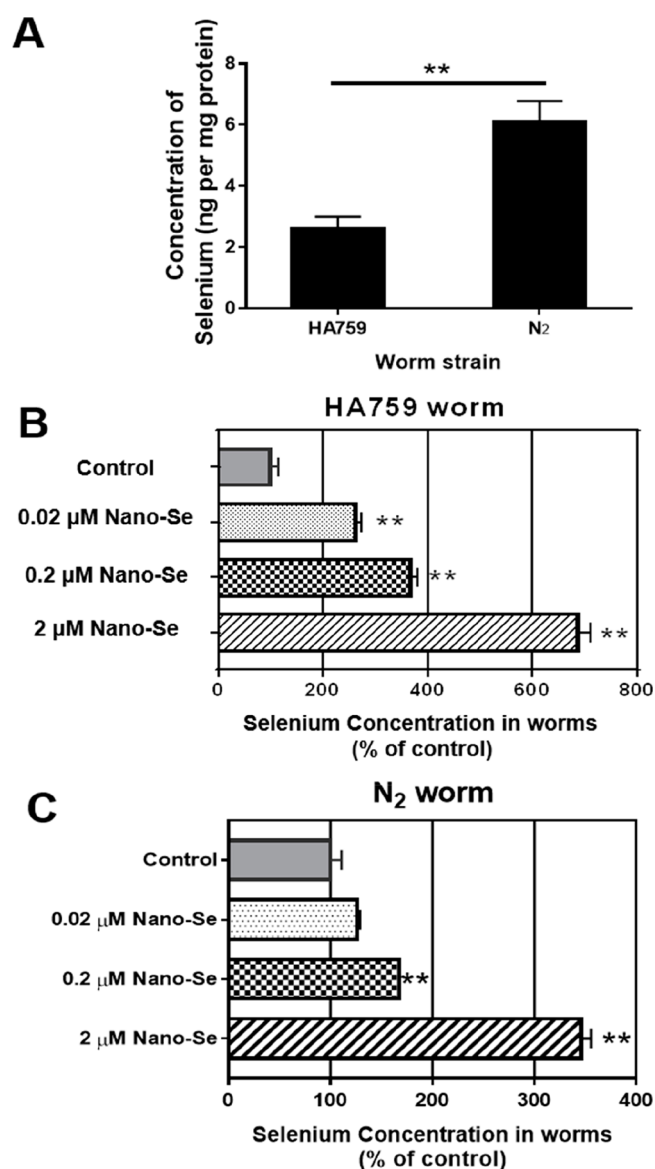 A
**
8
6
4
2
0
Concentration of
Selenium (ng per mg protein)
HA759
N2
Worm strain
B
HA759 worm
Control
0.02 µM Nano-Se
**
0.2 µM Nano-Se
**
2 µM Nano-Se
**
0 200 400 600 800
Selenium Concentration in worms
(% of control)
C
N₂ worm
Control
0.02 µM Nano-Se
0.2 µM Nano-Se
**
2 µM Nano-Se
**
0 100 200 300 400
Selenium Concentration in worms
(% of control)